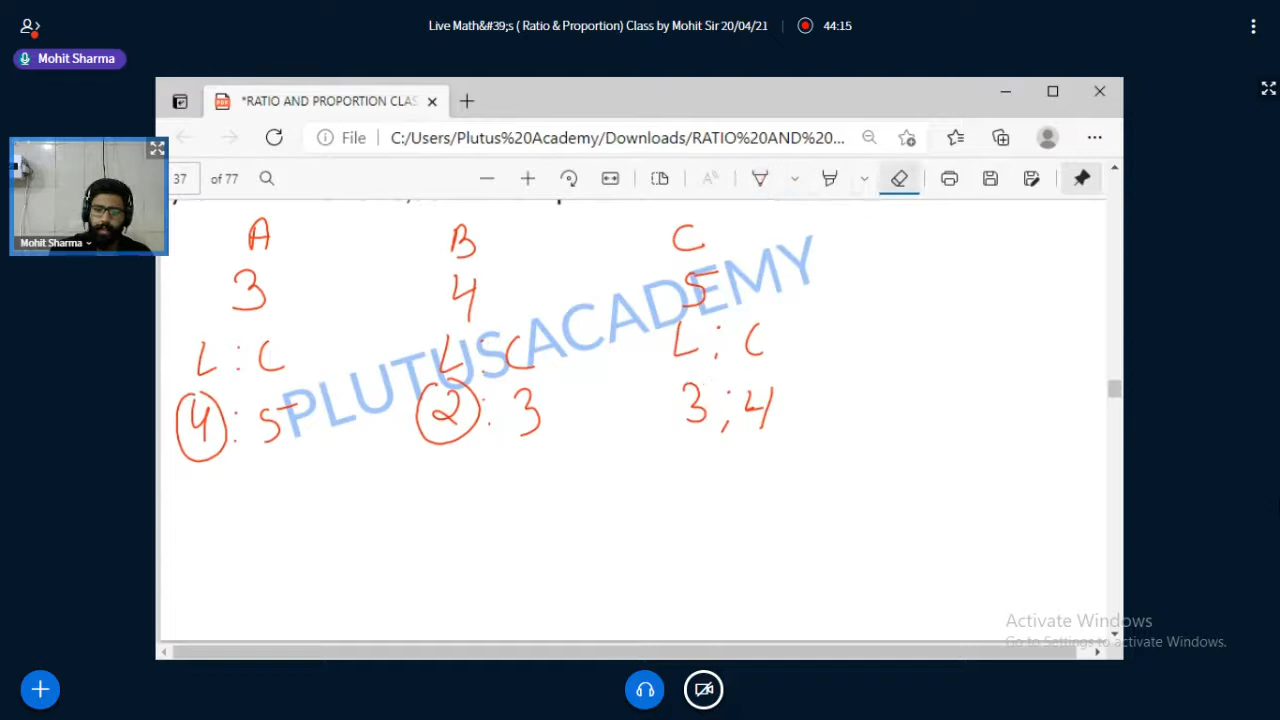 Live Math&#39;s ( Ratio & Proportion) Class by Mohit Sir 20/04/21 44:15
Mohit Sharma
*RATIO AND PROPORTION CLAS
File C:/Users/Plutus%20Academy/Downloads/RATIO%20AND%20...
37 of 77
Mohit Sharma
A B C
3 4 5
L : C L : C L : C
4 : 5 2 : 3 3 ; 4
PLUTUS ACADEMY
Activate Windows
Go to Settings to activate Windows.